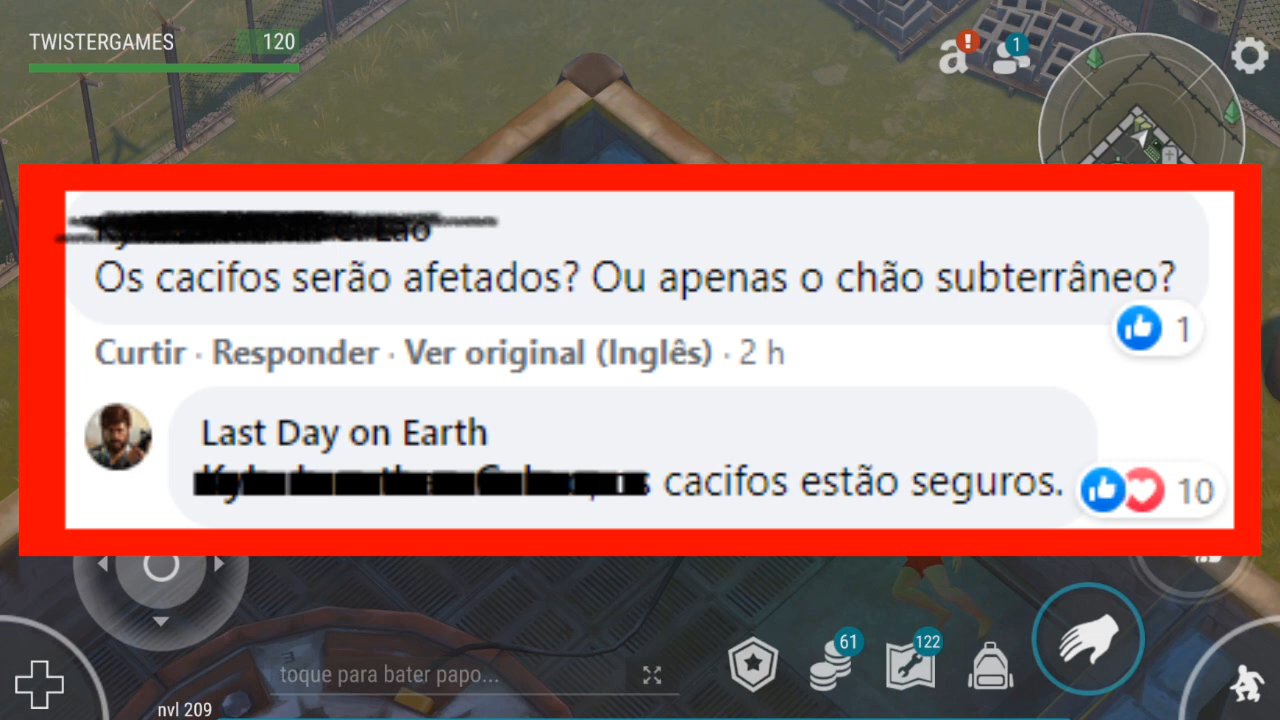 TWISTERGAMES 120
1
Os cacifos serão afetados? Ou apenas o chão subterrâneo?
1
Curtir · Responder · Ver original (Inglês) · 2 h
Last Day on Earth
cacifos estão seguros.
10
61
122
toque para bater papo...
nvl 209